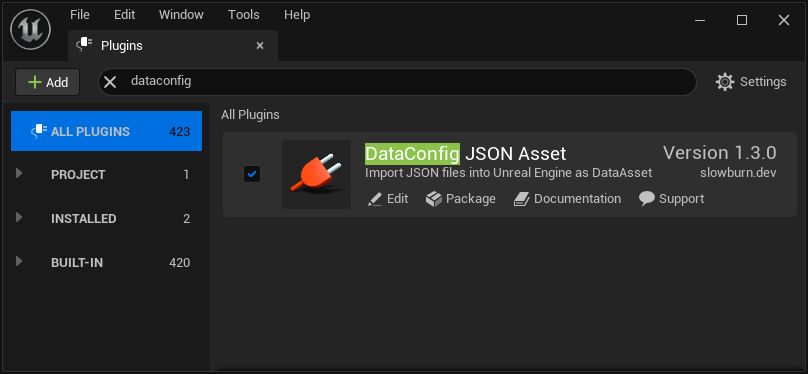 File Edit Window Tools Help
Plugins
Add dataconfig Settings
ALL PLUGINS 423
PROJECT 1
INSTALLED 2
BUILT-IN 420
All Plugins
DataConfig JSON Asset Version 1.3.0
Import JSON files into Unreal Engine as DataAsset slowburn.dev
Edit Package Documentation Support